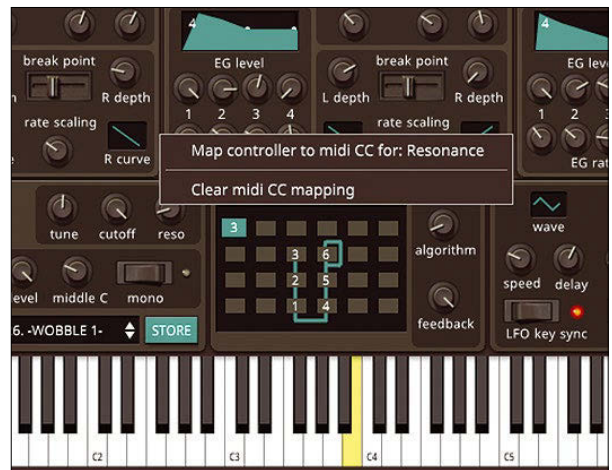 4
4
break point
EG level
break point
EG lev
R depth
L depth
R depth
1 2 3 4
1 2
rate scaling
rate scaling
R curve
EG rat
Map controller to midi CC for: Resonance
Clear midi CC mapping
3
wave
tune cutoff reso
algorithm
3 6
2 5
speed delay
evel middle C mono
1 4
feedback
LFO key sync
6. -WOBBLE 1-
STORE
C2 C3 C4 C5